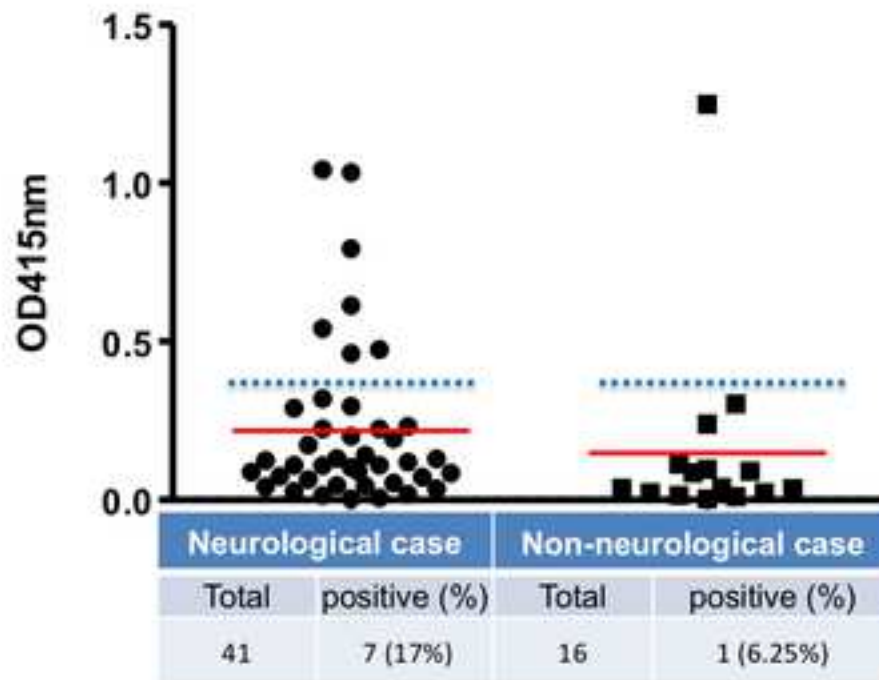 1.5
1.0
0.5
0.0
OD415nm
Neurological case Non-neurological case
Total positive (%) Total positive (%)
41 7 (17%) 16 1 (6.25%)